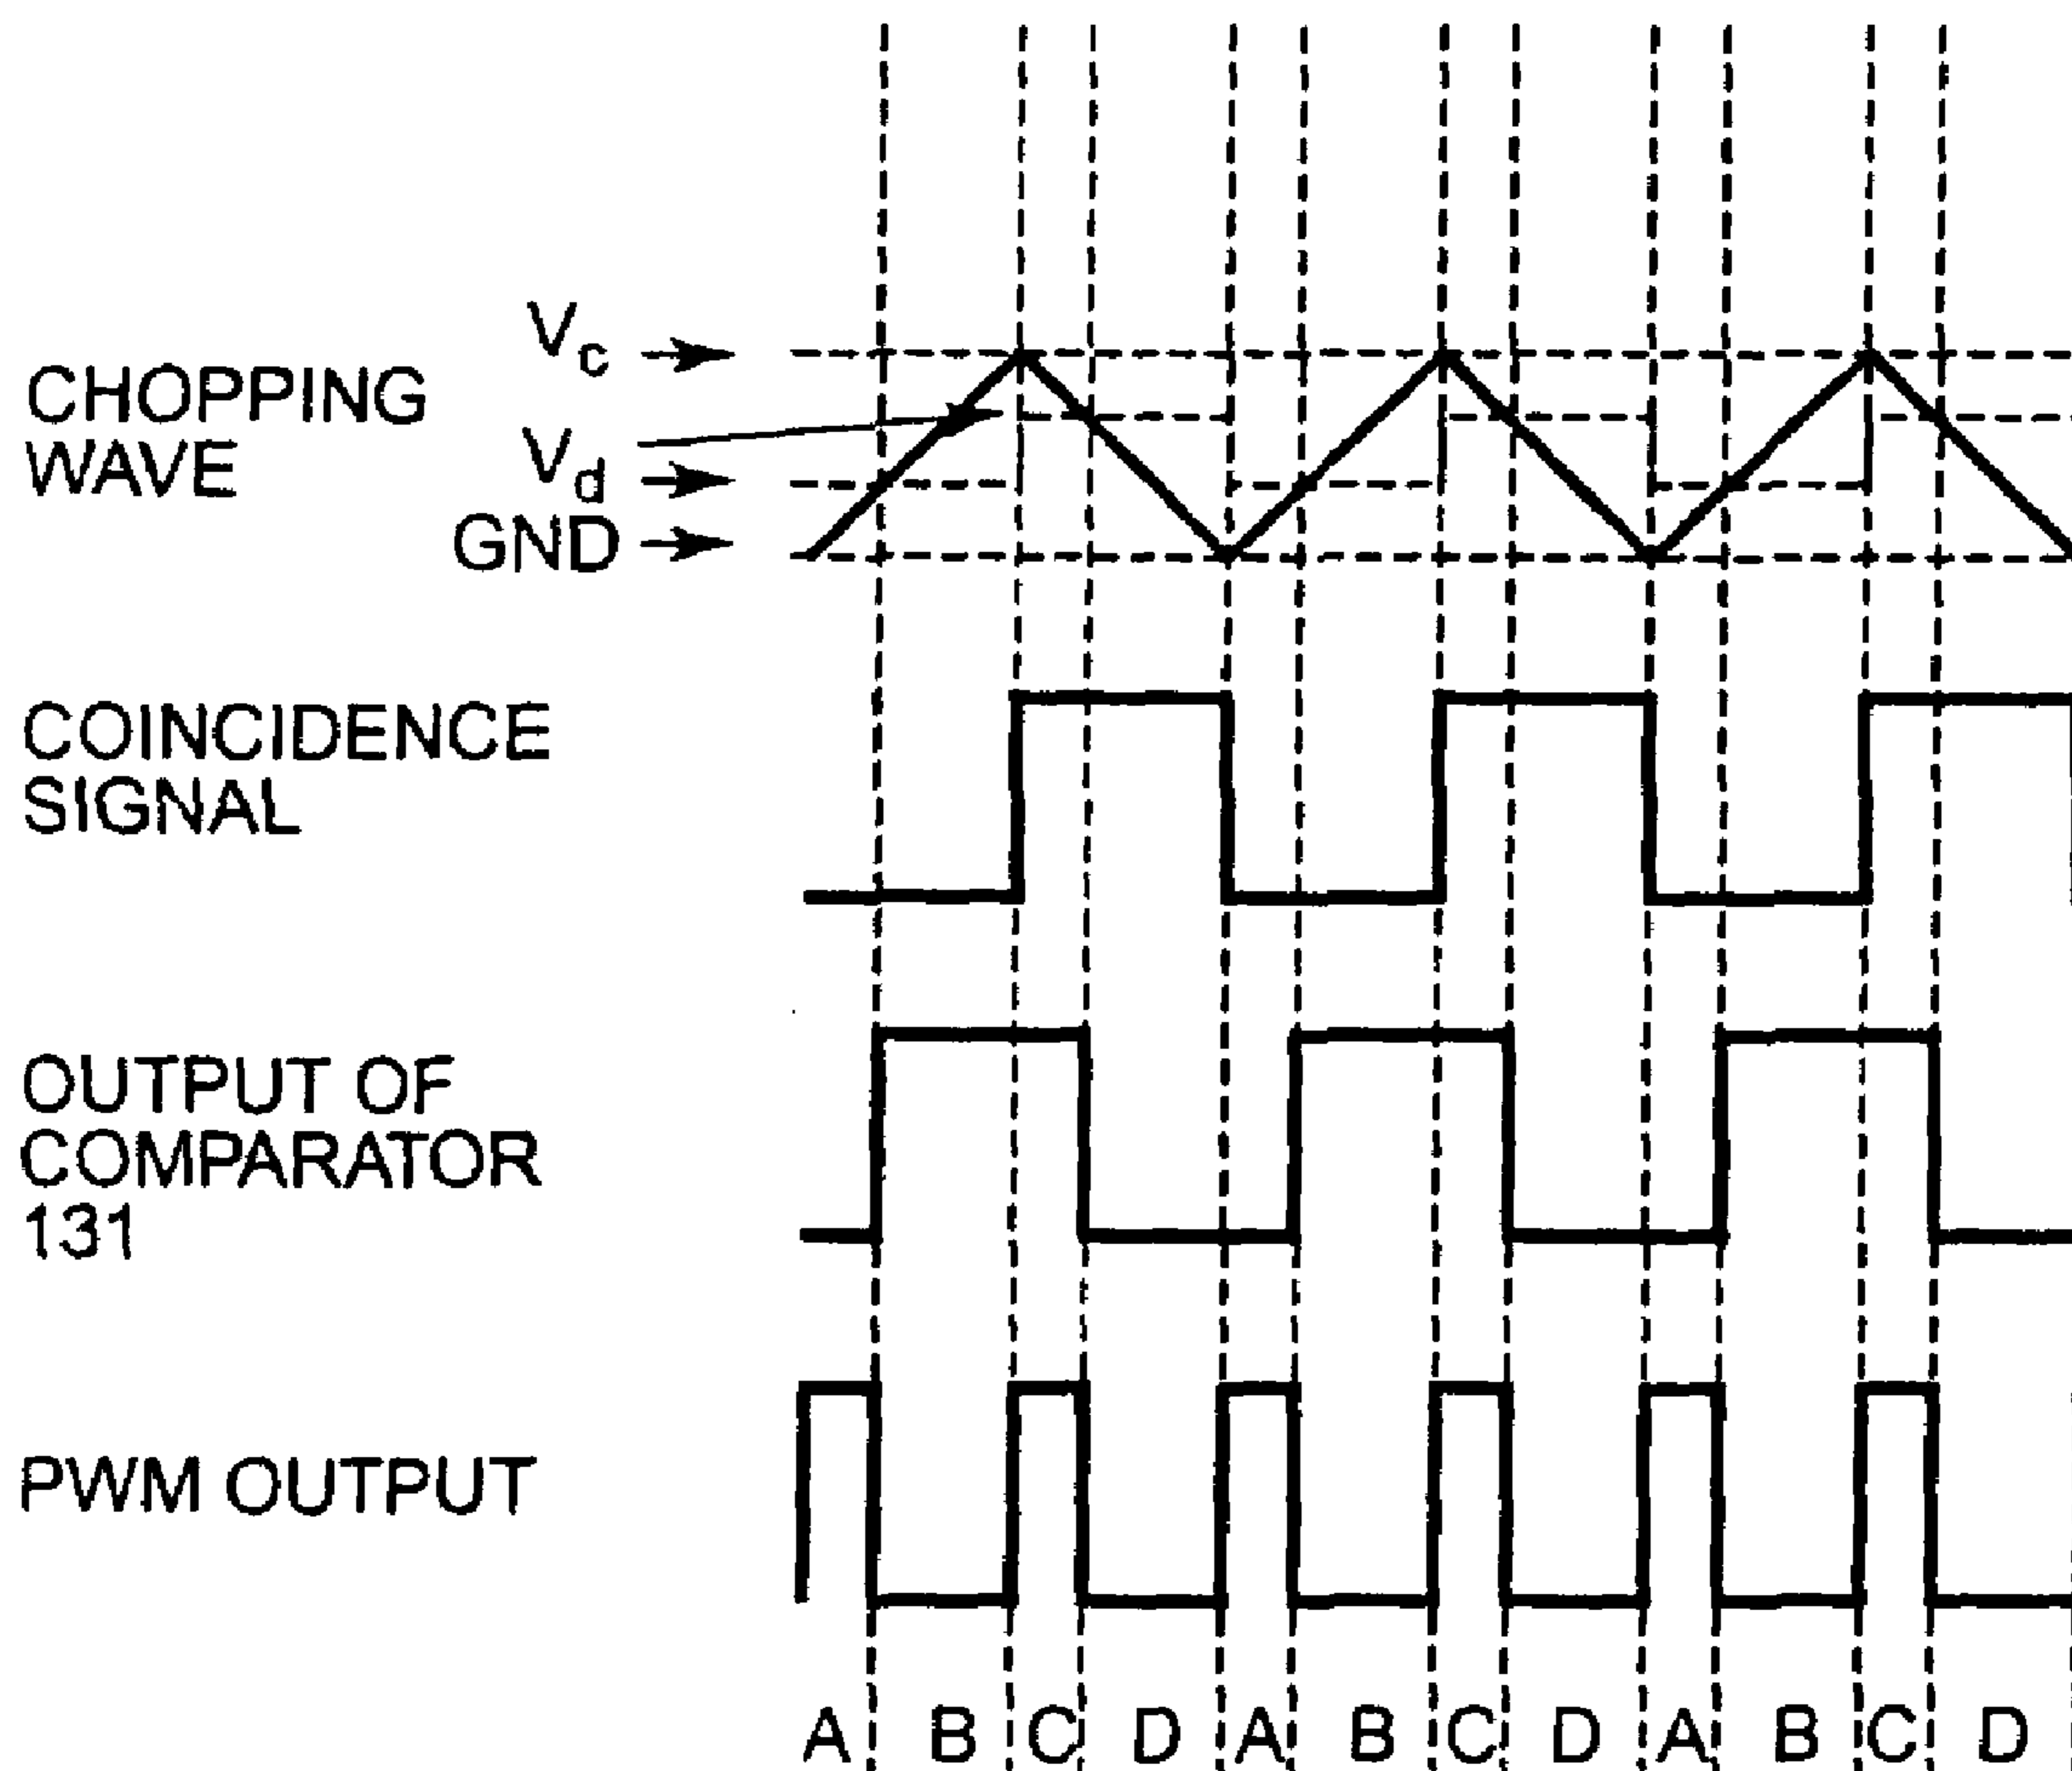 Vc
CHOPPING
WAVE
Vd
GND
COINCIDENCE
SIGNAL
OUTPUT OF
COMPARATOR
131
PWM OUTPUT
A B C D A B C D A B C D